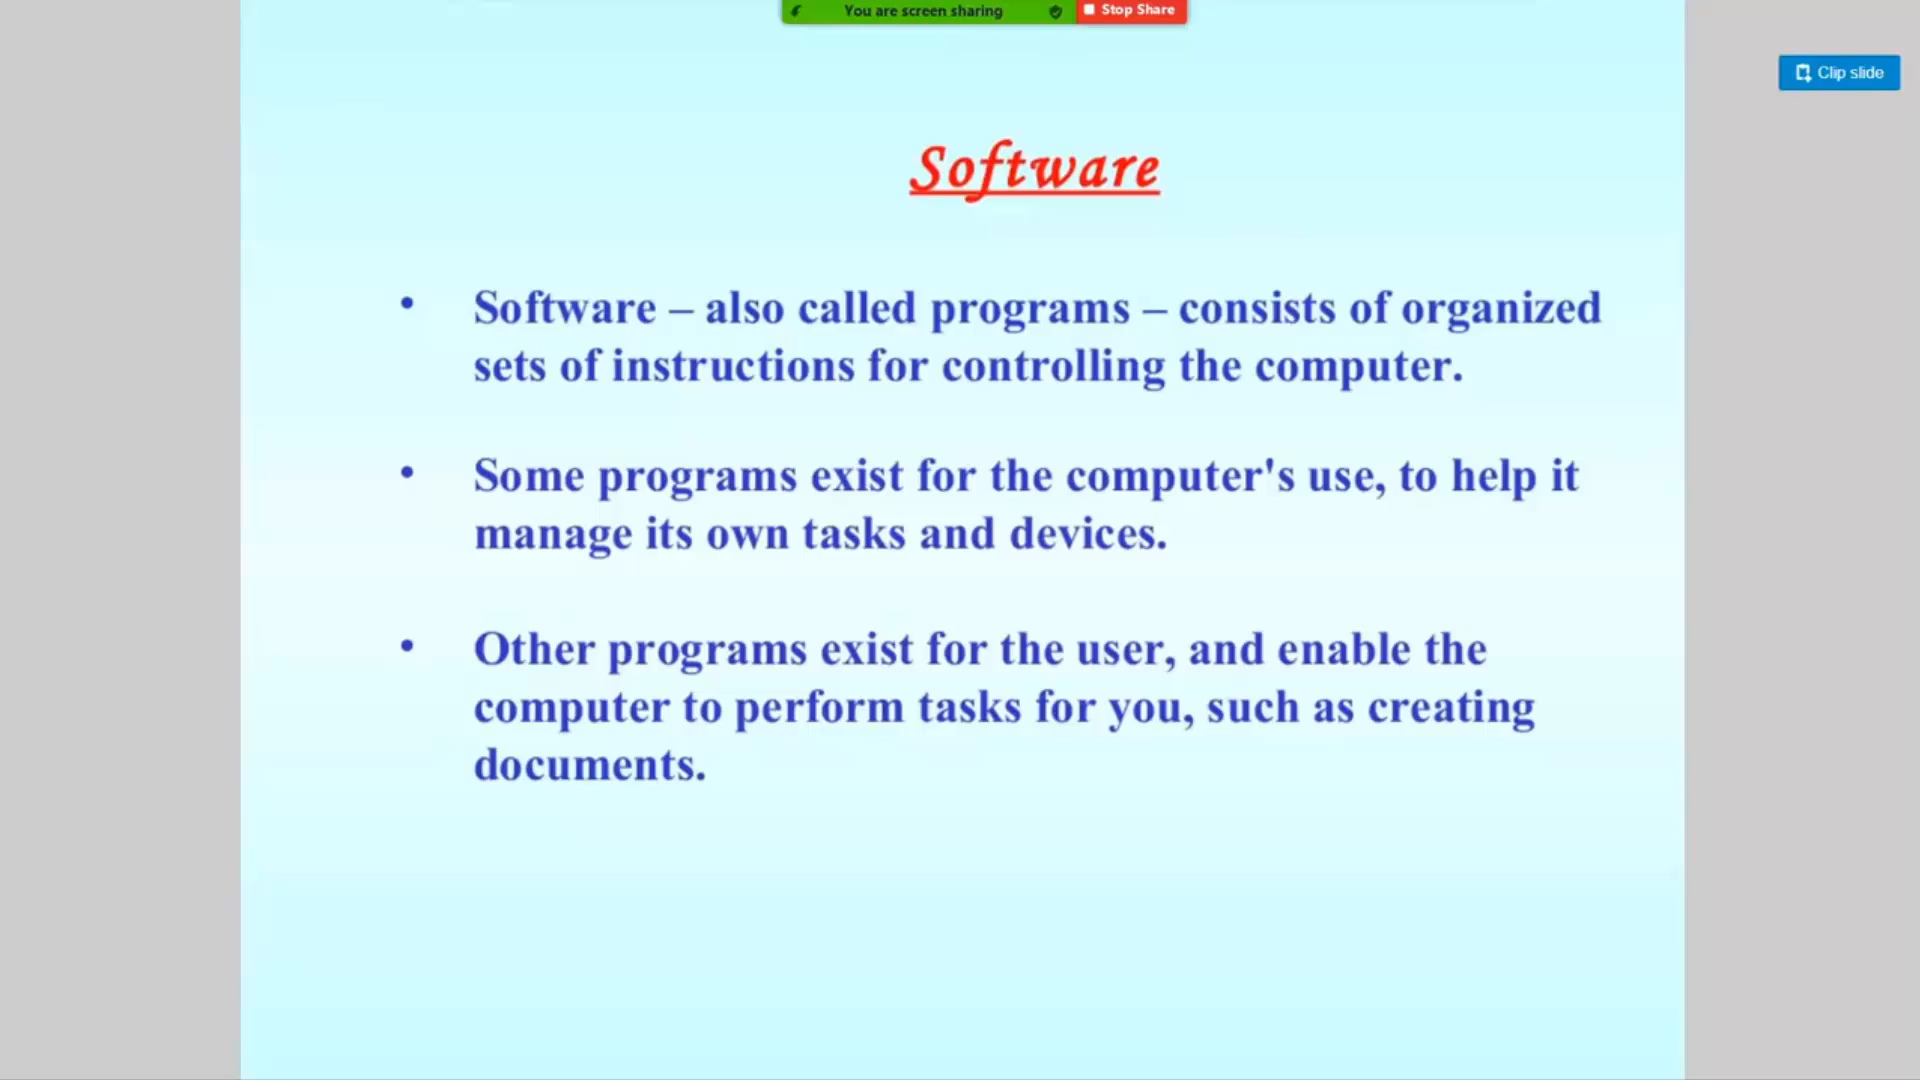 You are screen sharing
Stop Share
Clip slide
Software
• Software – also called programs – consists of organized
sets of instructions for controlling the computer.
• Some programs exist for the computer's use, to help it
manage its own tasks and devices.
• Other programs exist for the user, and enable the
computer to perform tasks for you, such as creating
documents.